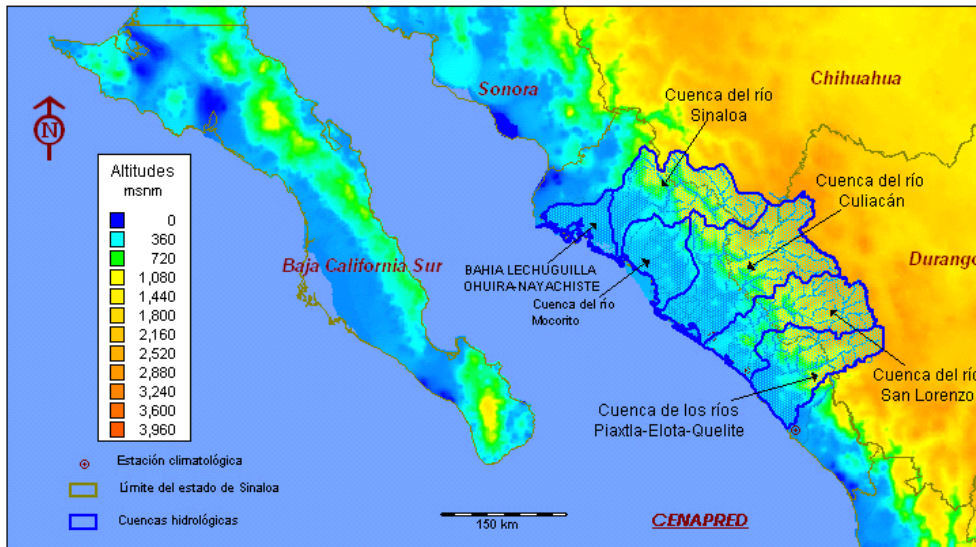 Chihuahua
Sonora
Cuenca del río
Sinaloa
N
Altitudes
msnm
0
360
720
1,080
1,440
1,800
2,160
2,520
2,880
3,240
3,600
3,960
Cuenca del río
Culiacán
Baja California Sur
BAHIA LECHUGUILLA
OHUIRA-NAYACHISTE
Durango
Cuenca del río
Mocorito
Cuenca del río
San Lorenzo
Cuenca de los ríos
Piaxtla-Elota-Quelite
Estación climatológica
Límite del estado de Sinaloa
Cuencas hidrológicas
150 km
CENAPRED